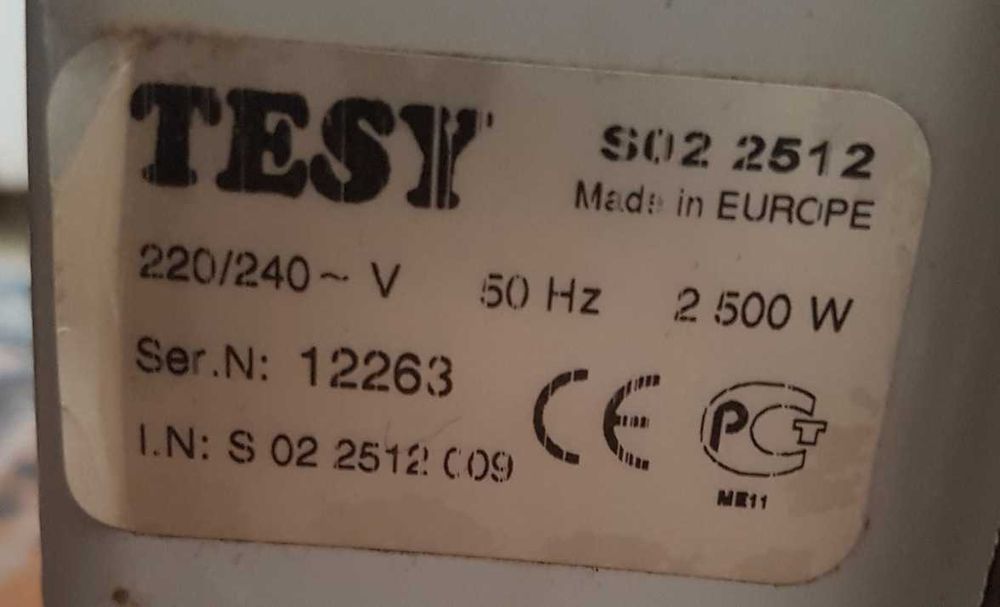 TESY
S02 2512
Made in EUROPE
220/240~ V 50 Hz 2 500 W
Ser.N: 12263
CE PCT
I.N: S 02 2512 009
ME11